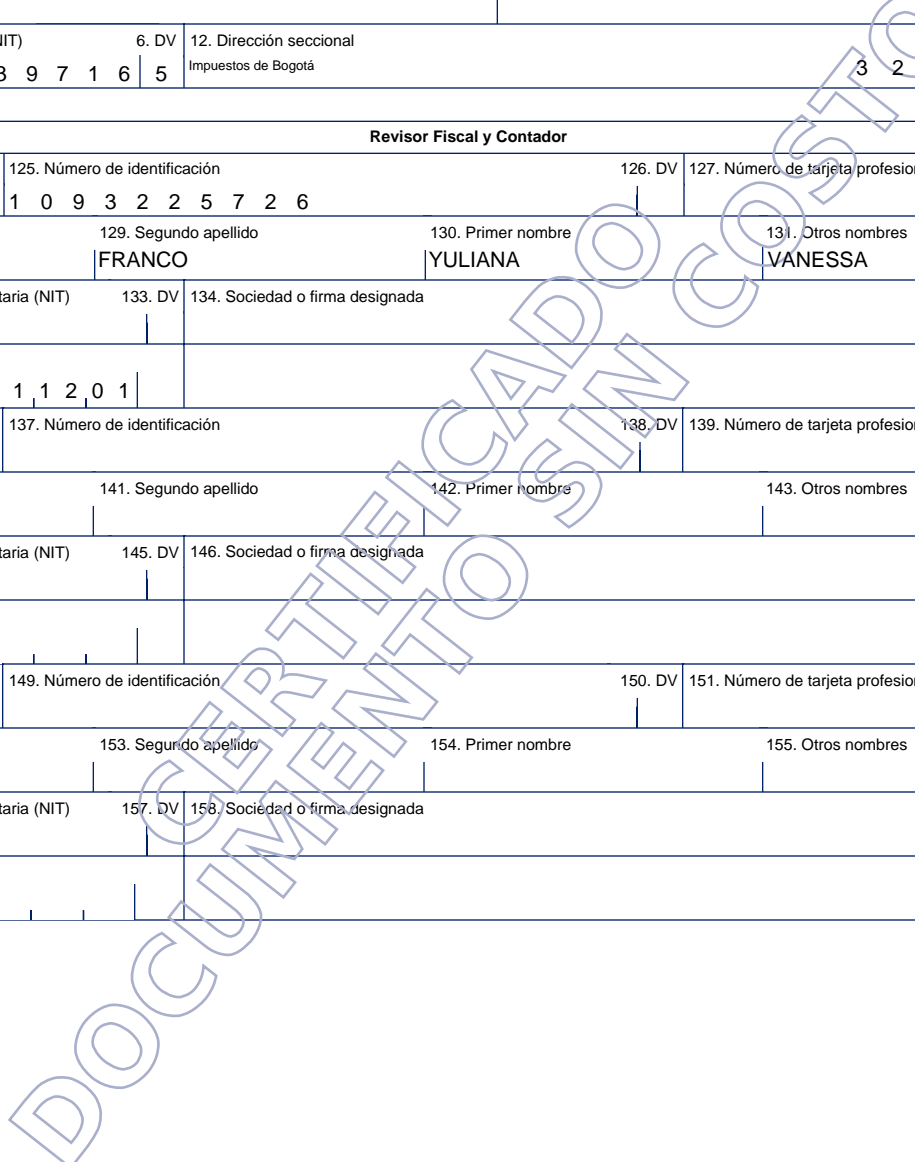 6. DV 12. Dirección seccional
9 7 1 6 5 Impuestos de Bogotá 3 2
Revisor Fiscal y Contador
125. Número de identificación 126. DV 127. Número de tarjeta profesion
1 0 9 3 2 2 5 7 2 6
129. Segundo apellido 130. Primer nombre 131. Otros nombres
FRANCO YULIANA VANESSA
taria (NIT) 133. DV 134. Sociedad o firma designada
1 1 2 0 1
137. Número de identificación 138. DV 139. Número de tarjeta profesion
141. Segundo apellido 142. Primer nombre 143. Otros nombres
taria (NIT) 145. DV 146. Sociedad o firma designada
149. Número de identificación 150. DV 151. Número de tarjeta profesion
153. Segundo apellido 154. Primer nombre 155. Otros nombres
taria (NIT) 157. DV 158. Sociedad o firma designada
CERTIFICADO
DOCUMENTO SIN COSTO